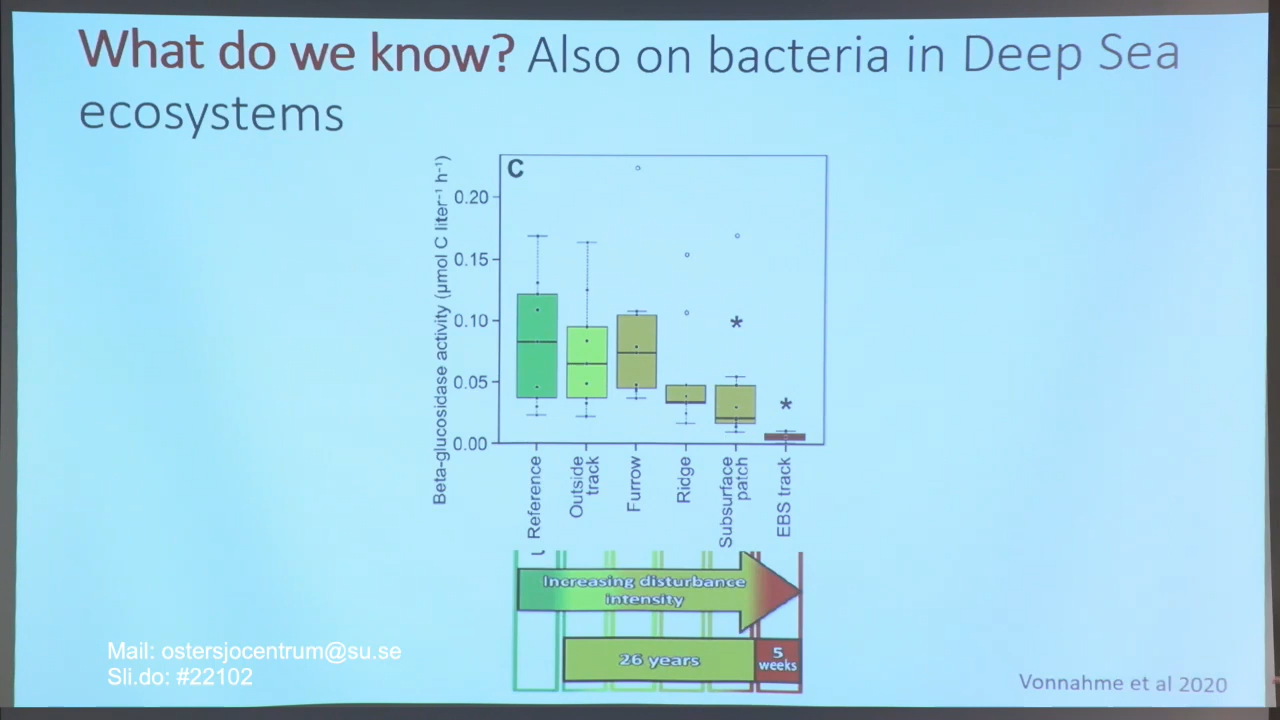 What do we know? Also on bacteria in Deep Sea
ecosystems
C
Beta-glucosidase activity (µmol C liter⁻¹ h⁻¹)
0.20
0.15
0.10
0.05
0.00
*
*
Reference
Outside
track
Furrow
Ridge
Subsurface
patch
EBS track
Increasing disturbance
intensity
26 years
5
weeks
Mail: ostersjocentrum@su.se
Sli.do: #22102
Vonnahme et al 2020